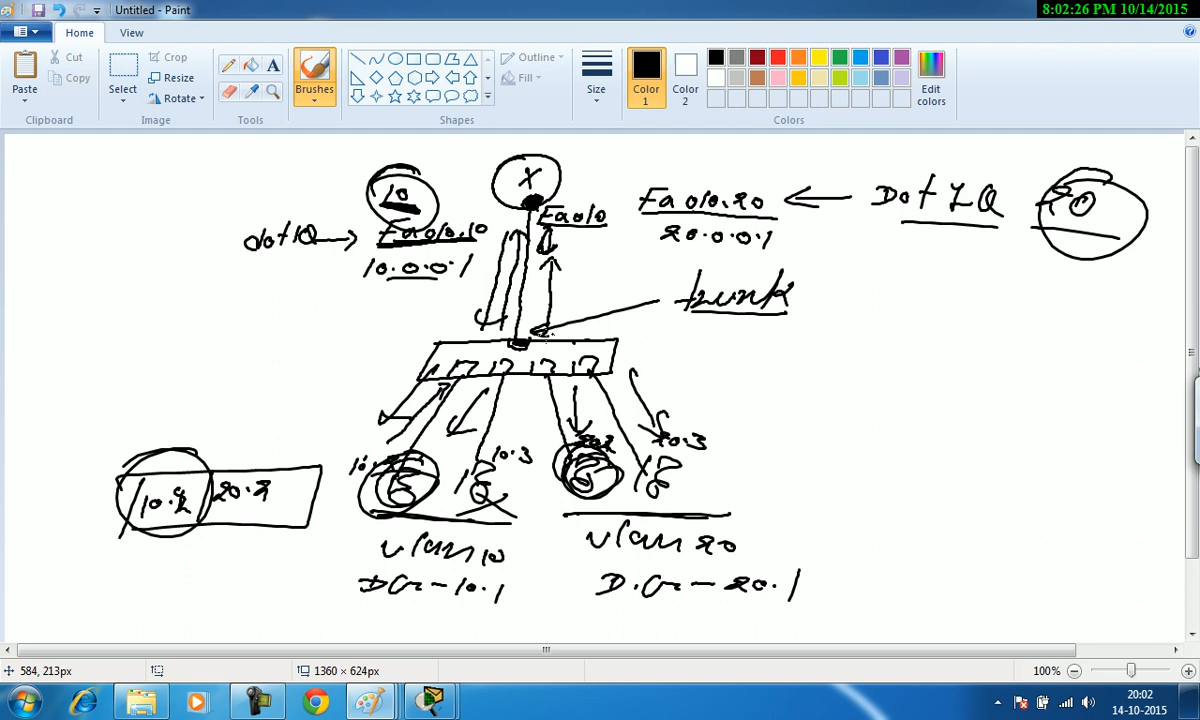 Untitled - Paint
8:02:26 PM 10/14/2015
Home
View
Paste
Cut
Copy
Clipboard
Select
Crop
Resize
Rotate
Image
A
Tools
Brushes
Shapes
Outline
Fill
Size
Color 1
Color 2
Edit colors
Colors
10
X
Fa0/0
dot1Q
Fa0/0.10
10.0.0.1
Fa0/0.20
20.0.0.1
Dot 1Q
20
trunk
10.3
20.3
10.2
20.2
vlan 10
vlan 20
DG - 10.1
D.G - 20.1
584, 213px
1360 × 624px
100%
20:02
14-10-2015